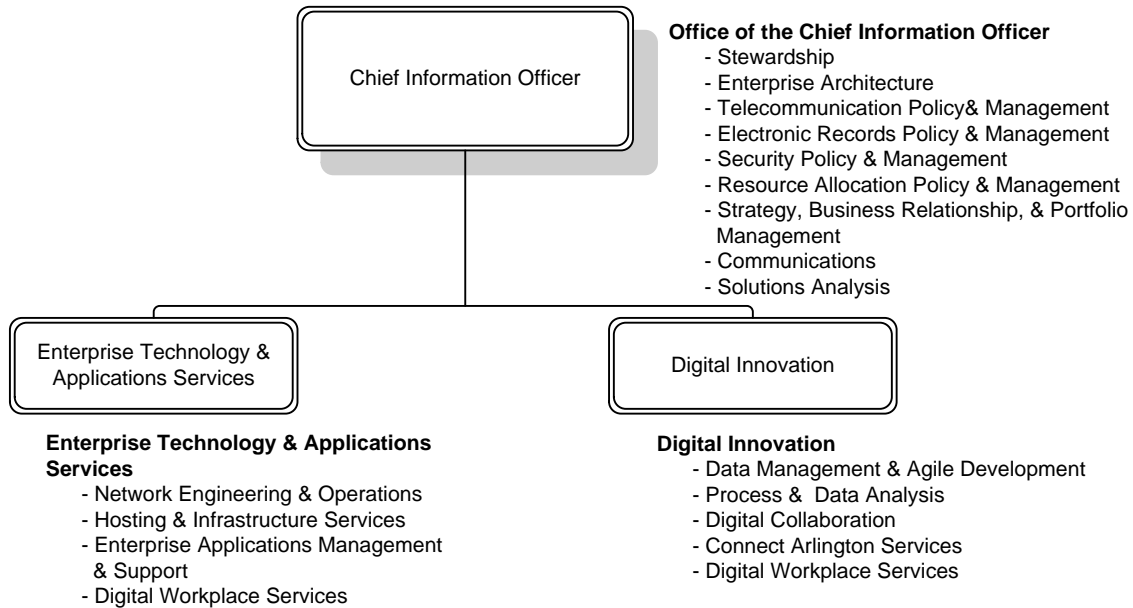 Chief Information Officer
Office of the Chief Information Officer
- Stewardship
- Enterprise Architecture
- Telecommunication Policy& Management
- Electronic Records Policy & Management
- Security Policy & Management
- Resource Allocation Policy & Management
- Strategy, Business Relationship, & Portfolio
Management
- Communications
- Solutions Analysis
Enterprise Technology &
Applications Services
Enterprise Technology & Applications
Services
- Network Engineering & Operations
- Hosting & Infrastructure Services
- Enterprise Applications Management
& Support
- Digital Workplace Services
Digital Innovation
Digital Innovation
- Data Management & Agile Development
- Process & Data Analysis
- Digital Collaboration
- Connect Arlington Services
- Digital Workplace Services